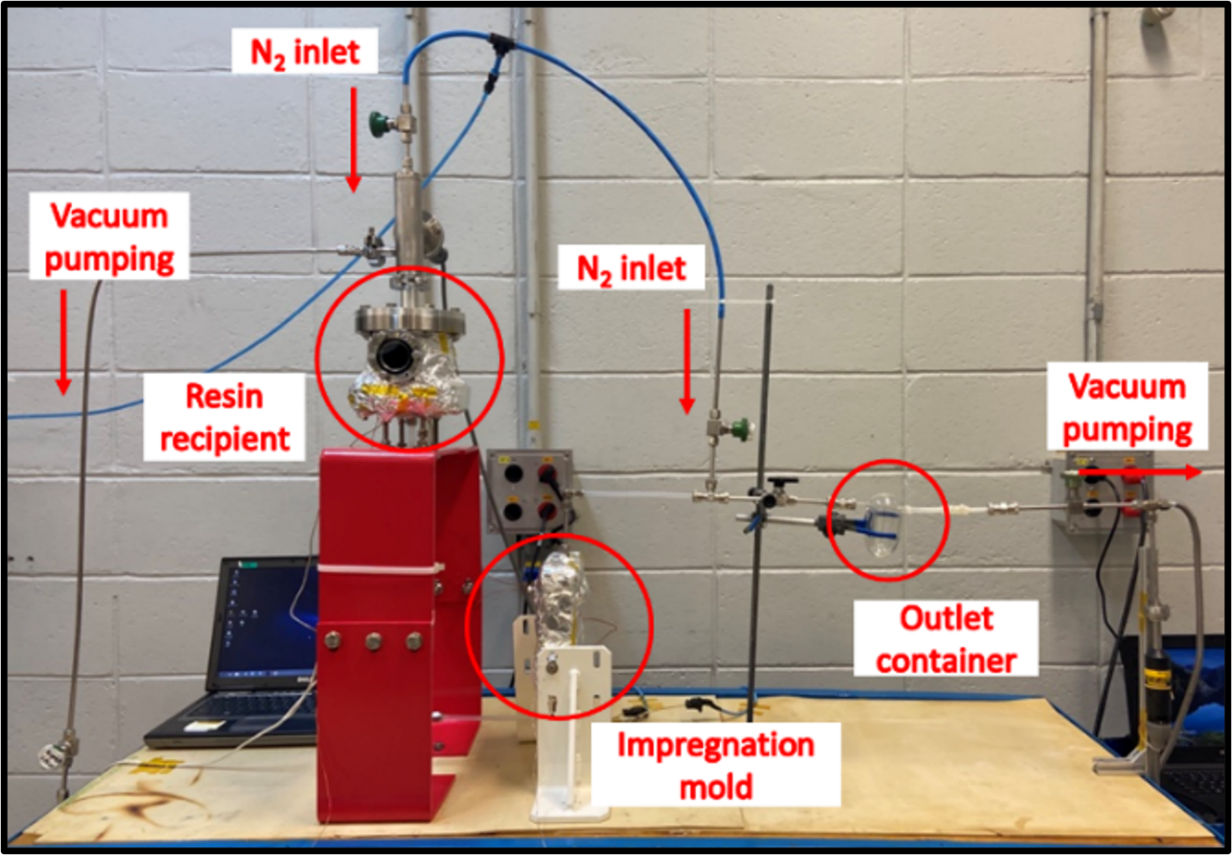 N₂ inlet
Vacuum
pumping
N₂ inlet
Resin
recipient
Vacuum
pumping
Outlet
container
Impregnation
mold